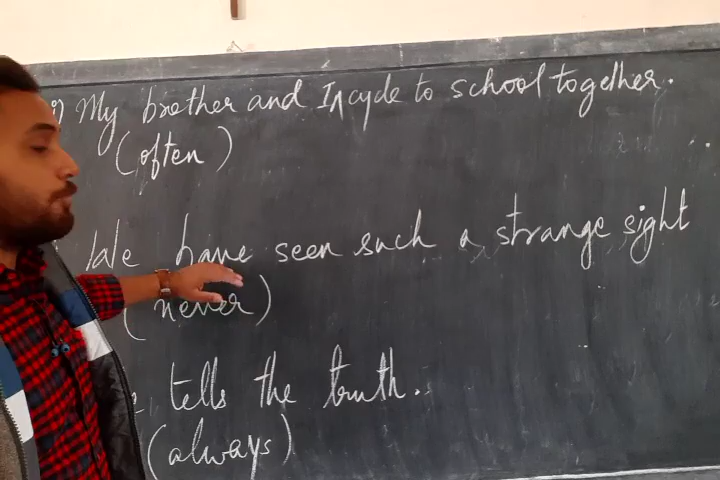 My brother and I^cycle to school together.
(often)
We have seen such a strange sight
(never)
tells the truth.
(always)